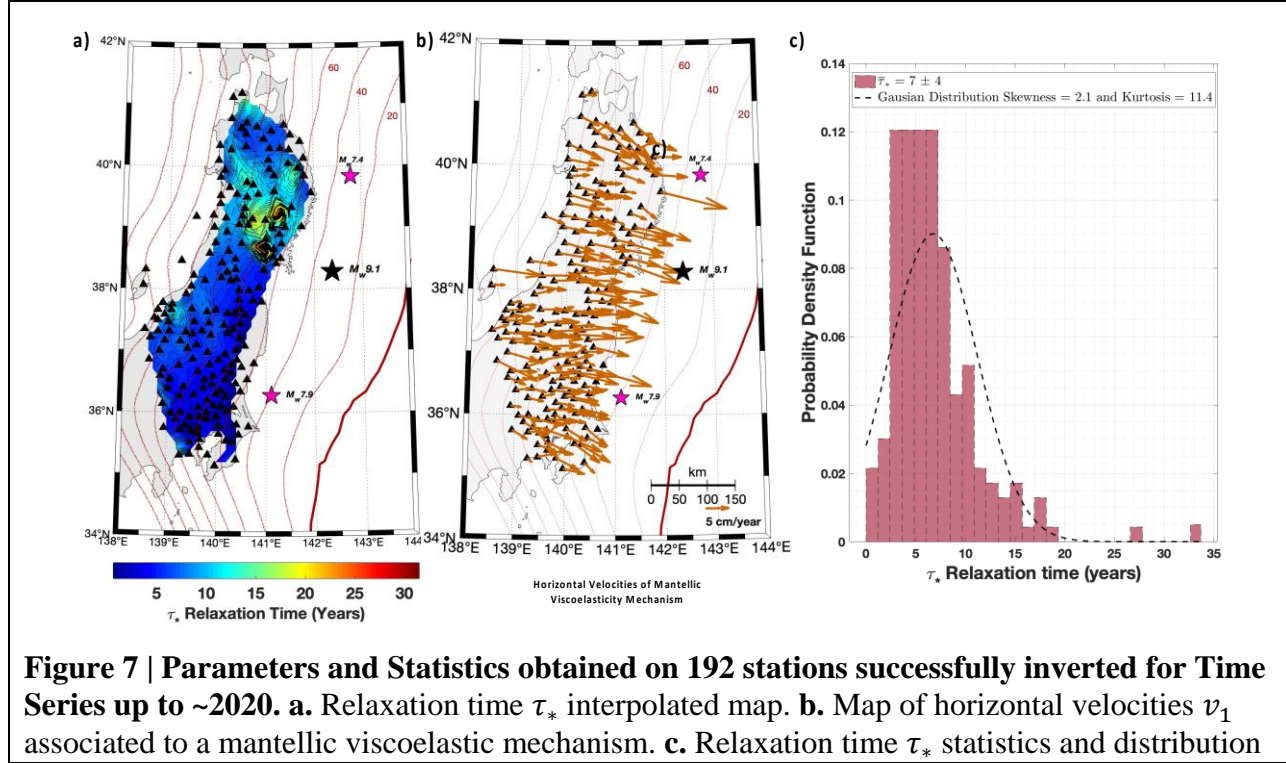 a)
42°N
40°N
38°N
36°N
34°N
138°E
139°E
140°E
141°E
142°E
143°E
144
60
40
20
Mw7.4
Mw9.1
Mw7.9
5 10 15 20 25 30
τ* Relaxation Time (Years)
b)
42°N
40°N
38°N
36°N
34°N
138°E
139°E
140°E
141°E
142°E
143°E
144°E
60
40
20
c)
Mw7.4
Mw9.1
Mw7.9
km
0 50 100 150
5 cm/year
Horizontal Velocities of Mantellic
Viscoelasticity Mechanism
c)
0.14
0.12
0.1
0.08
0.06
0.04
0.02
0
Probability Density Function
τ̄* = 7 ± 4
Gausian Distribution Skewness = 2.1 and Kurtosis = 11.4
0 5 10 15 20 25 30 35
τ* Relaxation time (years)
Figure 7 | Parameters and Statistics obtained on 192 stations successfully inverted for Time
Series up to ~2020. a. Relaxation time τ* interpolated map. b. Map of horizontal velocities v1
associated to a mantellic viscoelastic mechanism. c. Relaxation time τ* statistics and distribution